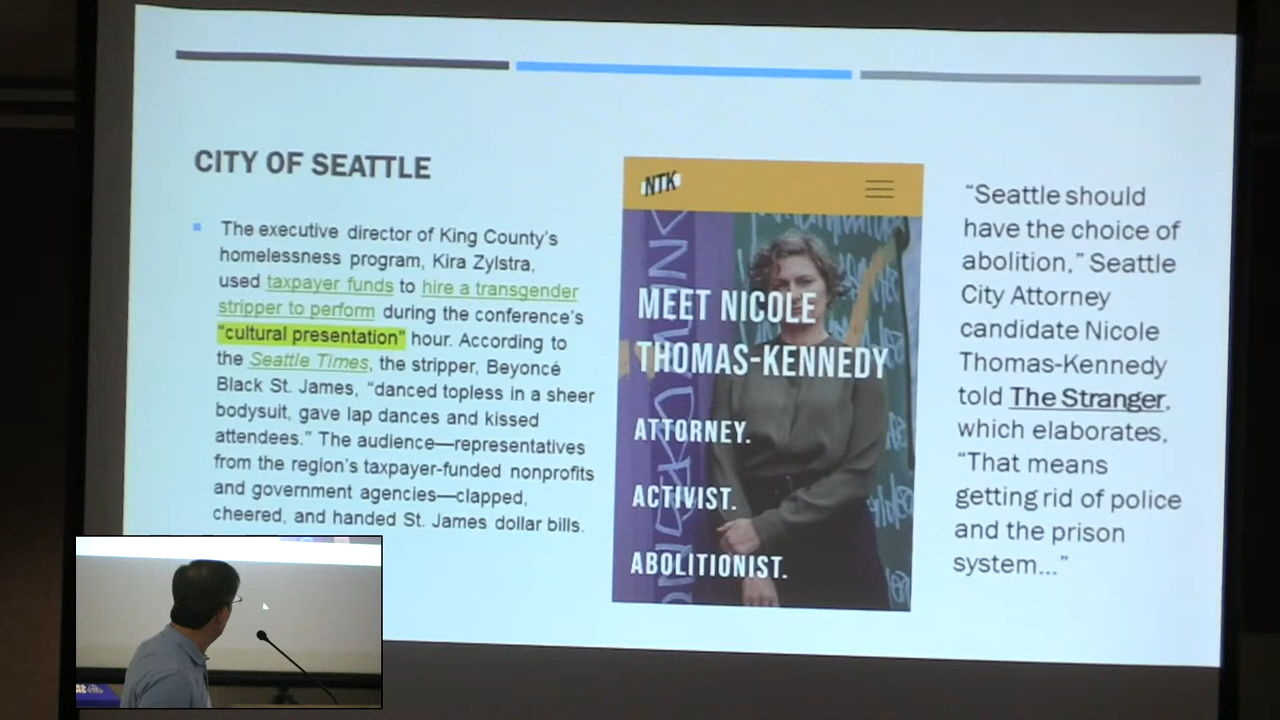 CITY OF SEATTLE
The executive director of King County's
homelessness program, Kira Zylstra,
used taxpayer funds to hire a transgender
stripper to perform during the conference's
“cultural presentation” hour. According to
the Seattle Times, the stripper, Beyoncé
Black St. James, “danced topless in a sheer
bodysuit, gave lap dances and kissed
attendees.” The audience—representatives
from the region's taxpayer-funded nonprofits
and government agencies—clapped,
cheered, and handed St. James dollar bills.
NTK
MEET NICOLE
THOMAS-KENNEDY
ATTORNEY.
ACTIVIST.
ABOLITIONIST.
“Seattle should
have the choice of
abolition,” Seattle
City Attorney
candidate Nicole
Thomas-Kennedy
told The Stranger,
which elaborates,
“That means
getting rid of police
and the prison
system...”